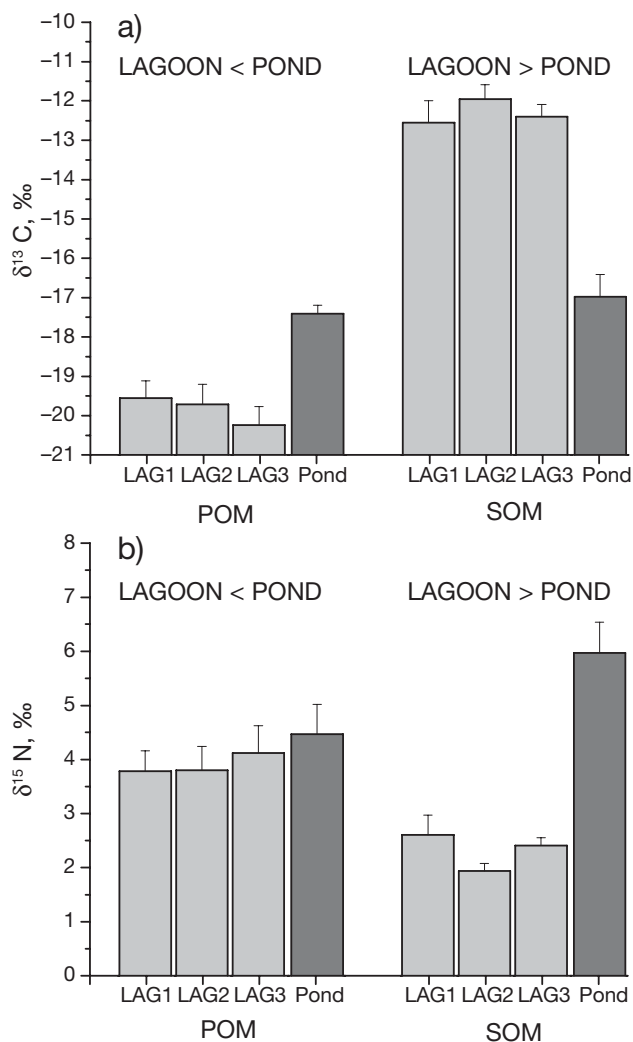 a)
LAGOON < POND
LAGOON > POND
δ13 C, ‰
−10
−11
−12
−13
−14
−15
−16
−17
−18
−19
−20
−21
LAG1 LAG2 LAG3 Pond
LAG1 LAG2 LAG3 Pond
POM
SOM
b)
LAGOON < POND
LAGOON > POND
δ15 N, ‰
8
7
6
5
4
3
2
1
0
LAG1 LAG2 LAG3 Pond
LAG1 LAG2 LAG3 Pond
POM
SOM